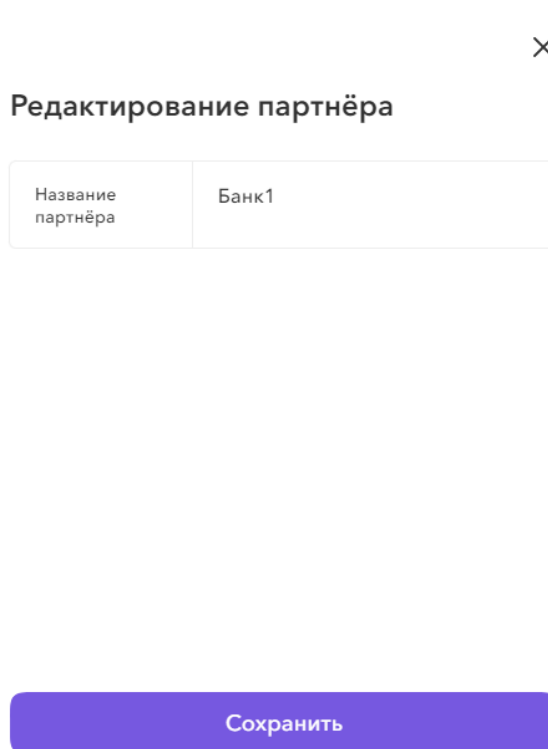 Редактирование партнёра
Название
партнёра
Банк1
Сохранить